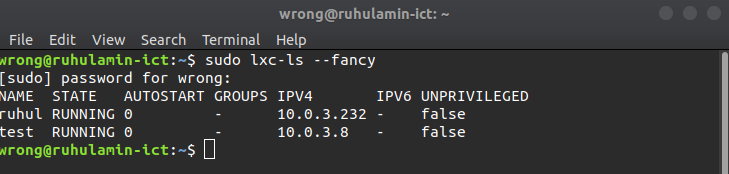 wrong@ruhulamin-ict: ~
File Edit View Search Terminal Help
wrong@ruhulamin-ict:~$ sudo lxc-ls --fancy
[sudo] password for wrong:
NAME  STATE   AUTOSTART GROUPS IPV4       IPV6 UNPRIVILEGED
ruhul RUNNING 0         -      10.0.3.232 -    false
test  RUNNING 0         -      10.0.3.8   -    false
wrong@ruhulamin-ict:~$